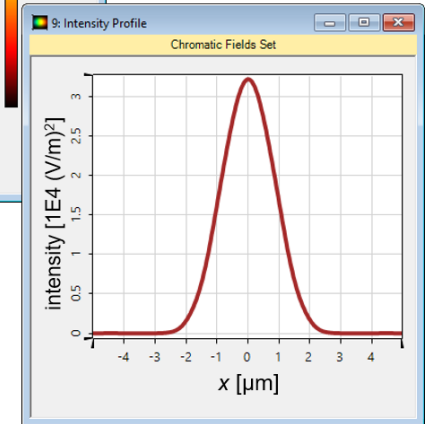 9: Intensity Profile
Chromatic Fields Set
intensity [1E4 (V/m)²]
3
2.5
2
1.5
1
0.5
0
-4 -3 -2 -1 0 1 2 3 4
x [µm]